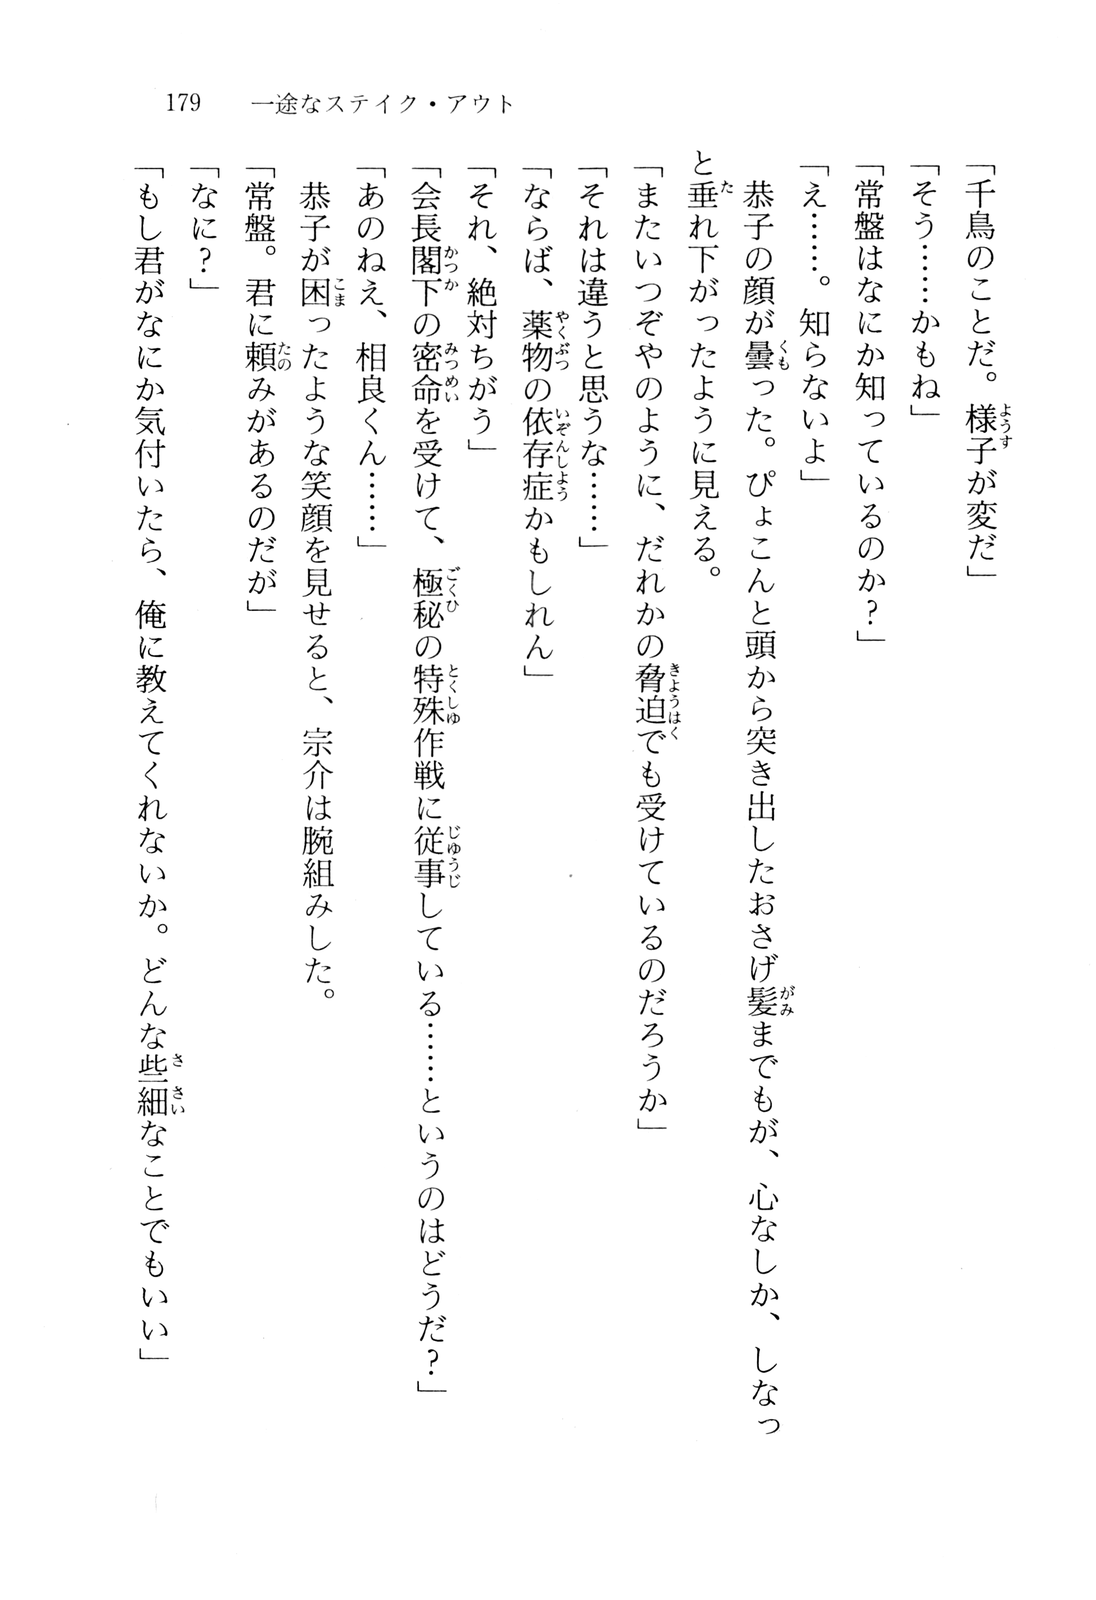 179 一途なステイク・アウト
「千鳥のことだ。様子が変だ」
「そう……かもね」
「常盤はなにか知っているのか?」
「え……。知らないよ」
恭子の顔が曇った。ぴょこんと頭から突き出したおさげ髪までもが、心なしか、しなっ
と垂れ下がったように見える。
「またいつぞやのように、だれかの脅迫でも受けているのだろうか」
「それは違うと思うな……」
「ならば、薬物の依存症かもしれん」
「それ、絶対ちがう」
「会長閣下の密命を受けて、極秘の特殊作戦に従事している……というのはどうだ?」
「あのねえ、相良くん……」
恭子が困ったような笑顔を見せると、宗介は腕組みした。
「常盤。君に頼みがあるのだが」
「なに?」
「もし君がなにか気付いたら、俺に教えてくれないか。どんな些細なことでもいい」